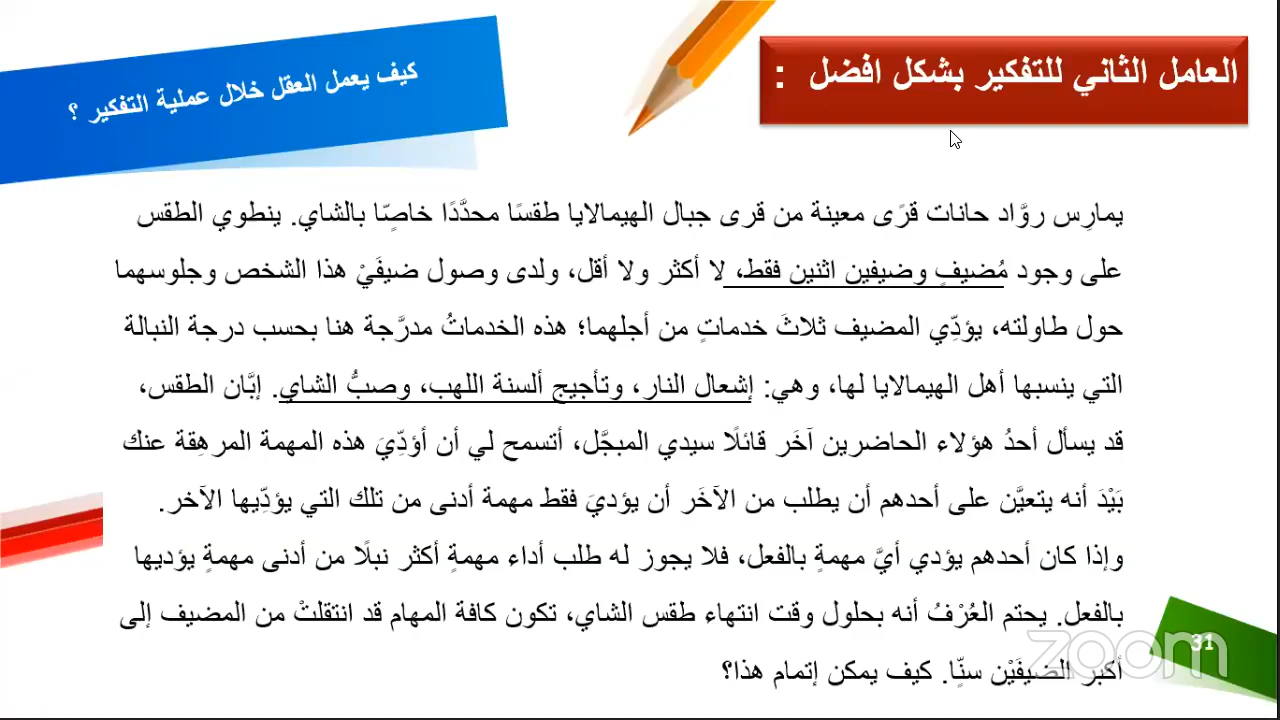 العامل الثاني للتفكير بشكل افضل :
كيف يعمل العقل خلال عملية التفكير ؟
يمارِس روَّاد حانات قرًى معينة من قرى جبال الهيمالايا طقسًا محدَّدًا خاصٍّا بالشاي. ينطوي الطقس
على وجود مُضيفٍ وضيفين اثنين فقط، لا أكثر ولا أقل، ولدى وصول ضيفَيْ هذا الشخص وجلوسهما
حول طاولته، يؤدِّي المضيف ثلاثَ خدماتٍ من أجلهما؛ هذه الخدماتُ مدرَّجة هنا بحسب درجة النبالة
التي ينسبها أهل الهيمالايا لها، وهي: إشعال النار، وتأجيج ألسنة اللهب، وصبُّ الشاي. إبَّان الطقس،
قد يسأل أحدُ هؤلاء الحاضرين آخَر قائلًا سيدي المبجَّل، أتسمح لي أن أؤدِّيَ هذه المهمة المرهِقة عنك
بَيْدَ أنه يتعيَّن على أحدهم أن يطلب من الآخَر أن يؤديَ فقط مهمة أدنى من تلك التي يؤدِّيها الآخر.
وإذا كان أحدهم يؤدي أيَّ مهمةٍ بالفعل، فلا يجوز له طلب أداء مهمةٍ أكثر نبلًا من أدنى مهمةٍ يؤديها
بالفعل. يحتم العُرْفُ أنه بحلول وقت انتهاء طقس الشاي، تكون كافة المهام قد انتقلتْ من المضيف إلى
أكبر الضيفَيْن سنٍّا. كيف يمكن إتمام هذا؟
31
zoom